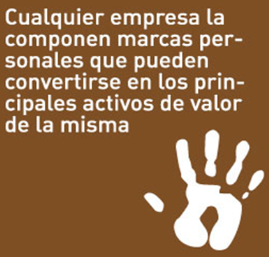 Cualquier empresa la
componen marcas per-
sonales que pueden
convertirse en los prin-
cipales activos de valor
de la misma